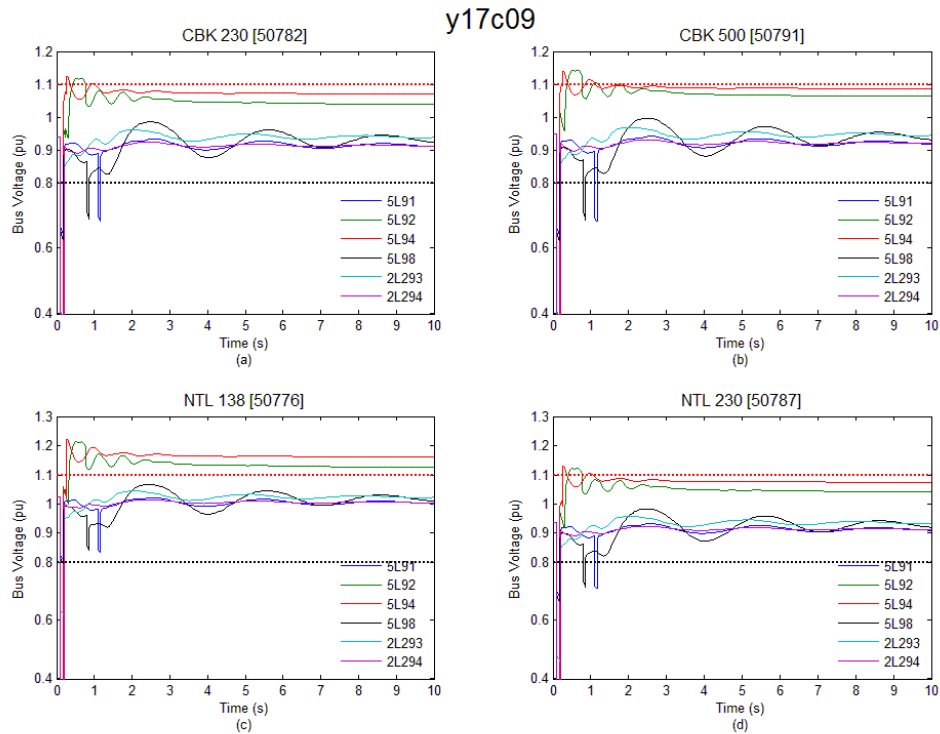 y17c09
CBK 230 [50782]
1.2
1.1
1
0.9
0.8
0.6
0.4
Bus Voltage (pu)
5L91
5L92
5L94
5L98
2L293
2L294
0 1 2 3 4 5 6 7 8 9 10
Time (s)
(a)
CBK 500 [50791]
1.2
1.1
1
0.9
0.8
0.6
0.4
Bus Voltage (pu)
5L91
5L92
5L94
5L98
2L293
2L294
0 1 2 3 4 5 6 7 8 9 10
Time (s)
(b)
NTL 138 [50776]
1.3
1.2
1.1
1
0.9
0.8
0.6
0.4
Bus Voltage (pu)
5L91
5L92
5L94
5L98
2L293
2L294
0 1 2 3 4 5 6 7 8 9 10
Time (s)
(c)
NTL 230 [50787]
1.3
1.2
1.1
1
0.9
0.8
0.6
0.4
Bus Voltage (pu)
5L91
5L92
5L94
5L98
2L293
2L294
0 1 2 3 4 5 6 7 8 9 10
Time (s)
(d)